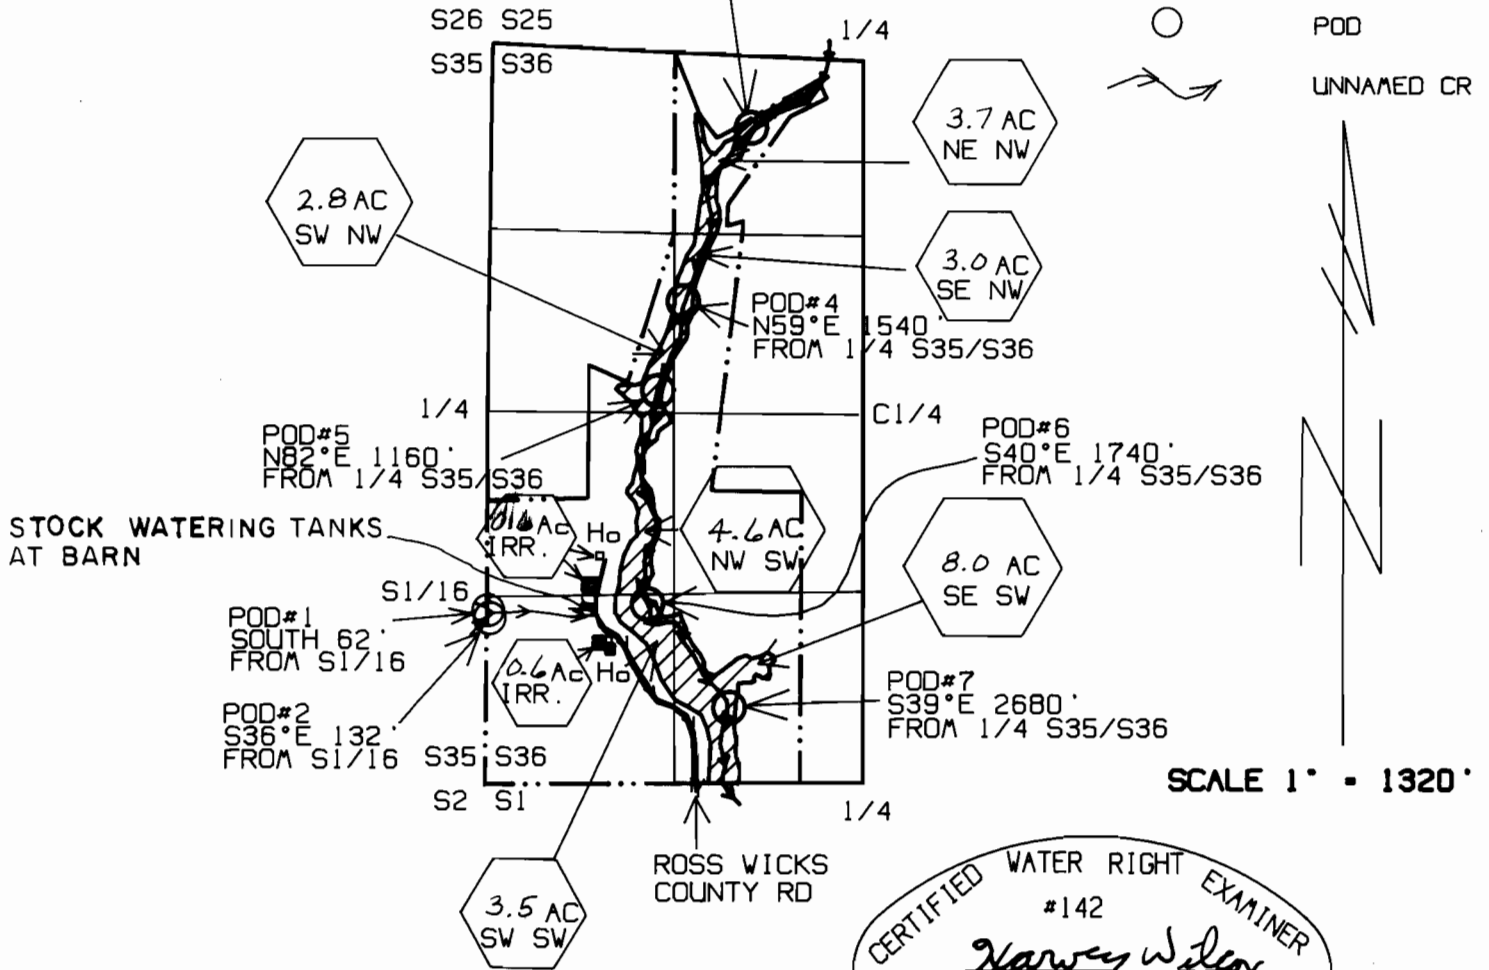 S26 S25
1/4
POD
S35 S36
UNNAMED CR
3.7 AC
NE NW
2.8 AC
SW NW
3.0 AC
SE NW
POD#4
N59°E 1540'
FROM 1/4 S35/S36
1/4
C1/4
POD#5
N82°E 1160'
FROM 1/4 S35/S36
POD#6
S40°E 1740'
FROM 1/4 S35/S36
STOCK WATERING TANKS
AT BARN
Ac
IRR.
Ho
4.6 AC
NW SW
8.0 AC
SE SW
S1/16
POD#1
SOUTH 62'
FROM S1/16
0.6 Ac
IRR.
Ho
POD#7
S39°E 2680'
FROM 1/4 S35/S36
POD#2
S36°E 132'
FROM S1/16
S35 S36
S2 S1
1/4
SCALE 1" = 1320'
ROSS WICKS
COUNTY RD
3.5 AC
SW SW
CERTIFIED WATER RIGHT EXAMINER
#142
Harvey Wilcox
N